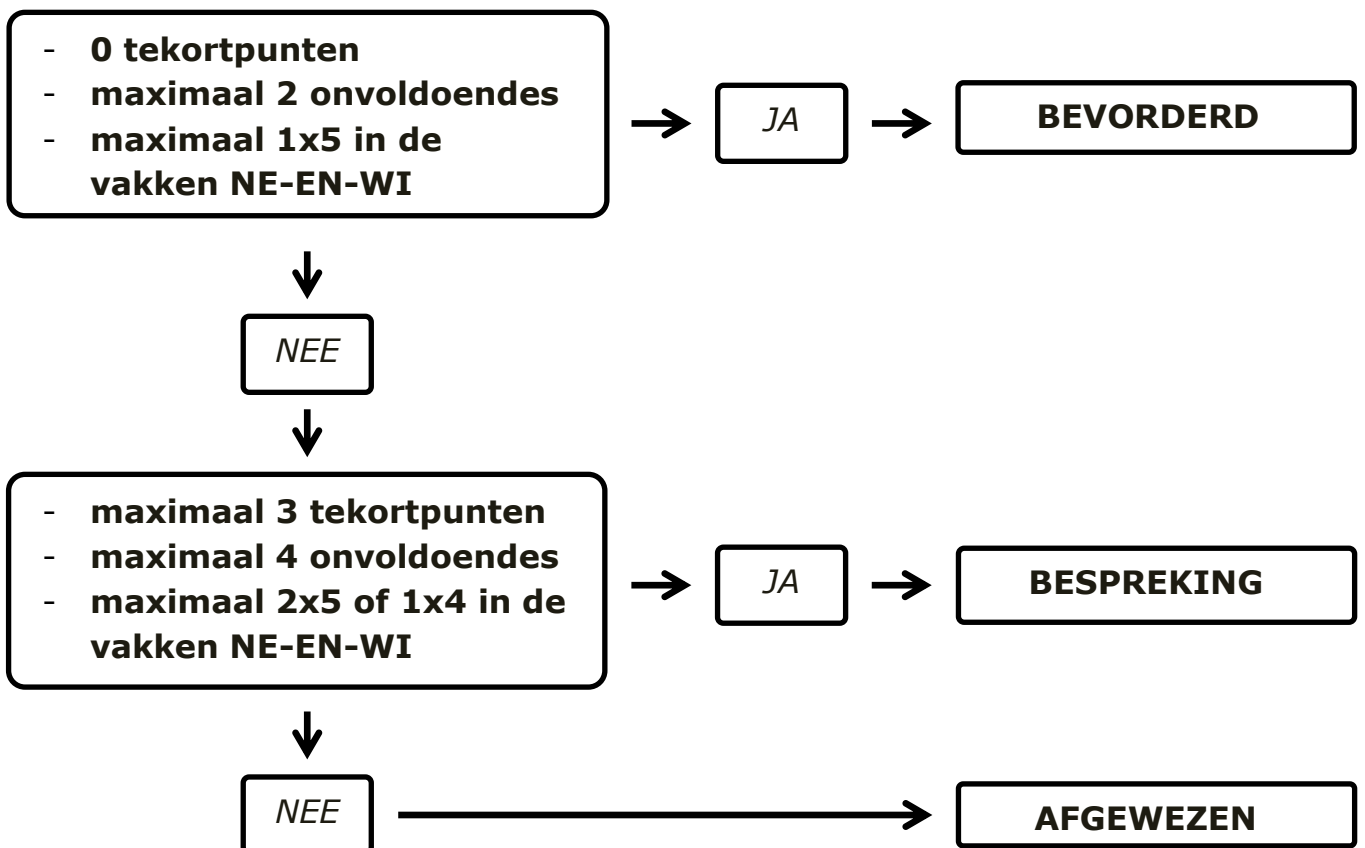 - 0 tekortpunten
- maximaal 2 onvoldoendes
- maximaal 1x5 in de
vakken NE-EN-WI
JA
BEVORDERD
NEE
- maximaal 3 tekortpunten
- maximaal 4 onvoldoendes
- maximaal 2x5 of 1x4 in de
vakken NE-EN-WI
JA
BESPREKING
NEE
AFGEWEZEN